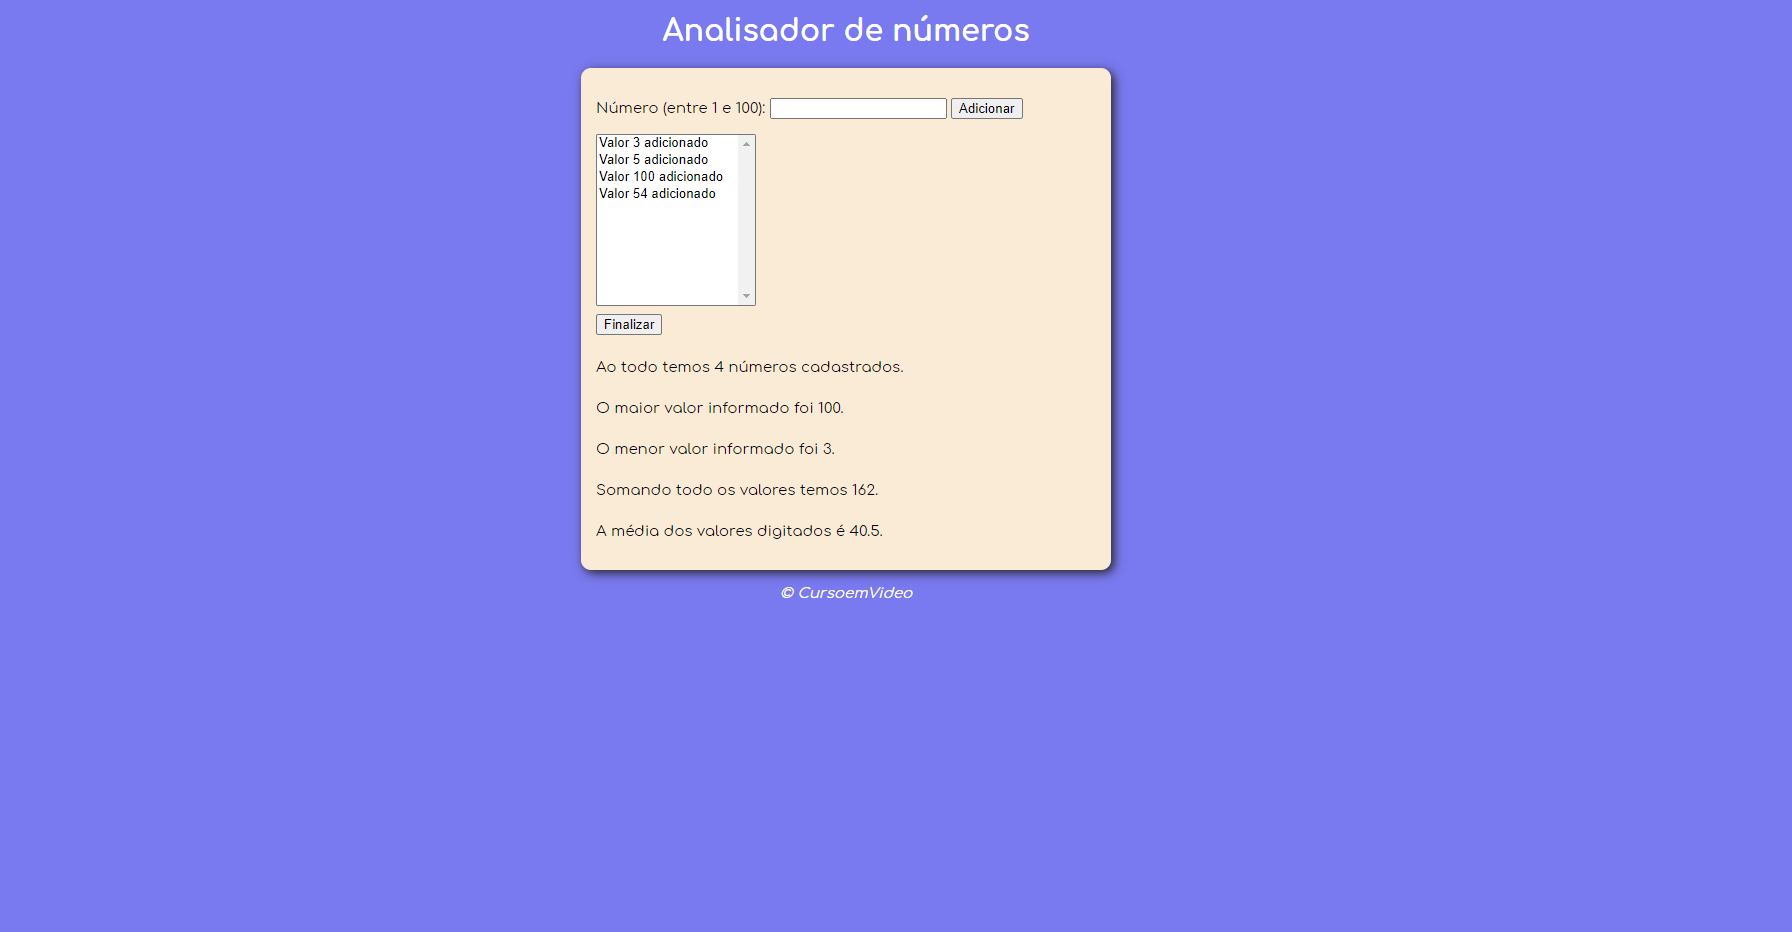 Analisador de números
Número (entre 1 e 100): Adicionar
Valor 3 adicionado
Valor 5 adicionado
Valor 100 adicionado
Valor 54 adicionado
Finalizar
Ao todo temos 4 números cadastrados.
O maior valor informado foi 100.
O menor valor informado foi 3.
Somando todo os valores temos 162.
A média dos valores digitados é 40.5.
© CursoemVideo